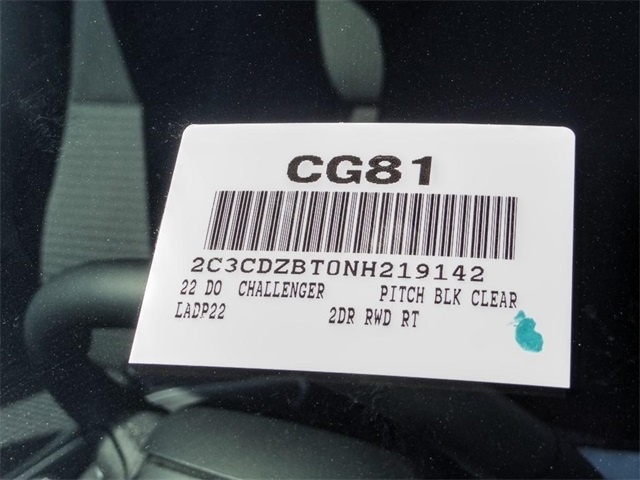 CG81
2C3CDZBT0NH219142
22 DO CHALLENGER PITCH BLK CLEAR
LADP22 2DR RWD RT